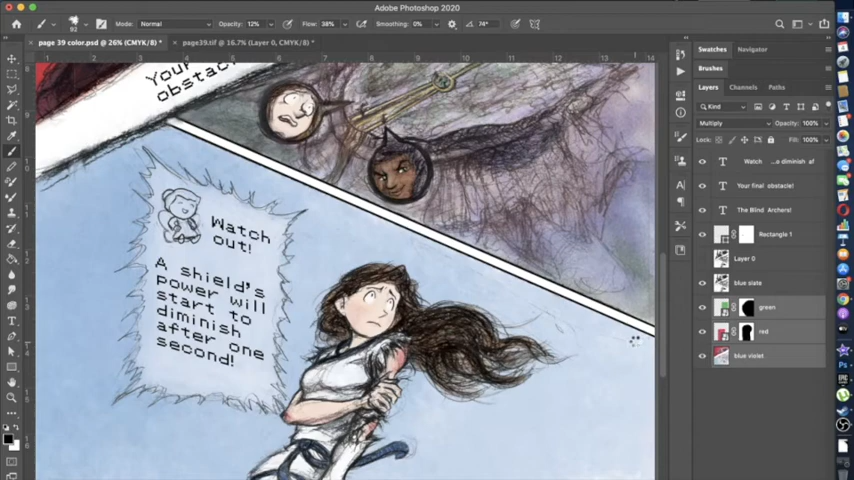 Adobe Photoshop 2020
Mode: Normal Opacity: 12% Flow: 38% Smoothing: 0% 74°
page 39 color.psd @ 26% (CMYK/8) * page39.tif @ 16.7% (Layer 0, CMYK/8) *
Your
obstac
Watch
out!
A shield's
power will
start to
diminish
after one
second!
Swatches Navigator
Brushes
Layers Channels Paths
Kind
Multiply Opacity: 100%
Lock: Fill: 100%
Watch ...o diminish af
Your final obstacle!
The Blind Archers!
Rectangle 1
Layer 0
blue slate
green
red
blue violet